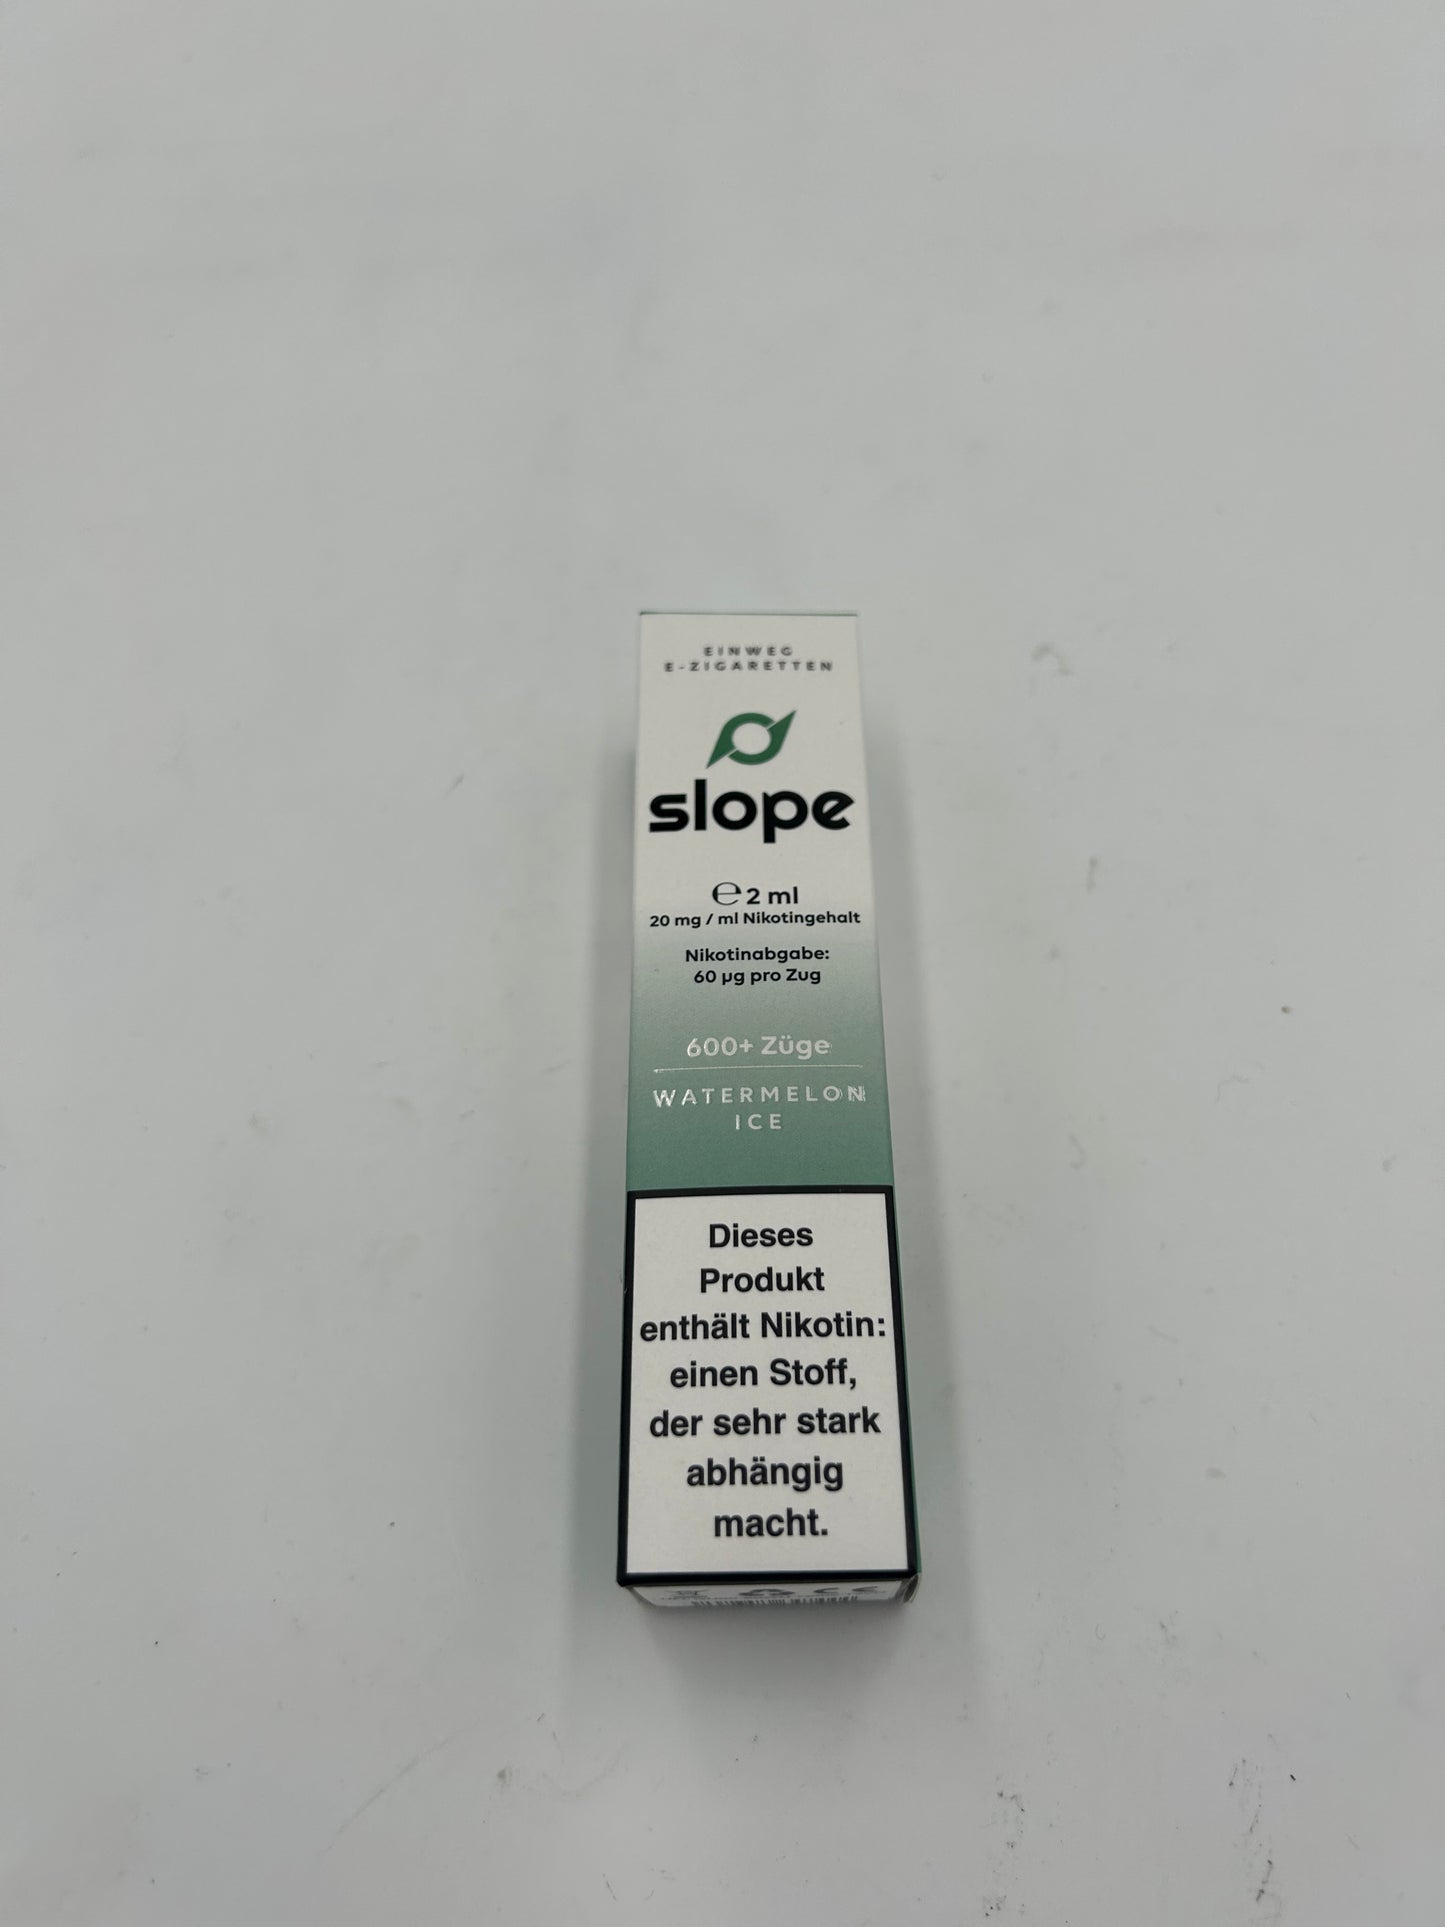 EINWEG
E-ZIGARETTEN
slope
℮ 2 ml
20 mg / ml Nikotingehalt
Nikotinabgabe:
60 µg pro Zug
600+ Züge
WATERMELON
ICE
Dieses
Produkt
enthält Nikotin:
einen Stoff,
der sehr stark
abhängig
macht.
CE